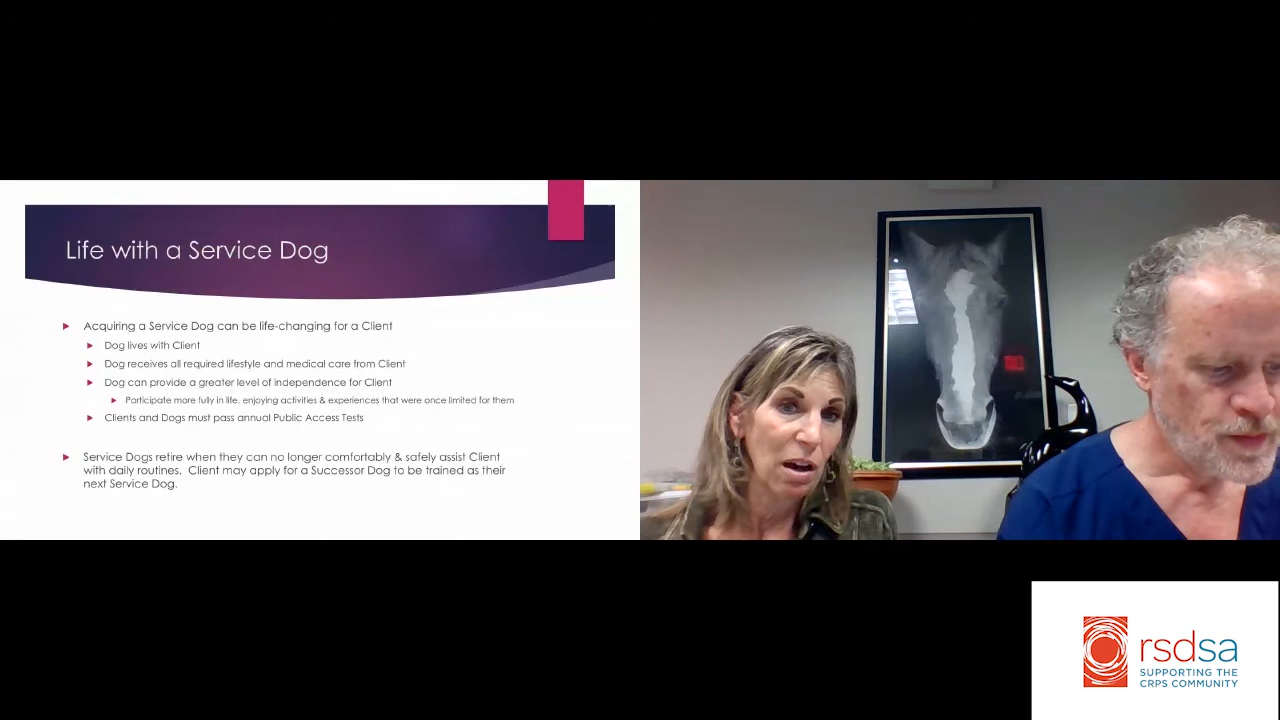 Life with a Service Dog
Acquiring a Service Dog can be life-changing for a Client
Dog lives with Client
Dog receives all required lifestyle and medical care from Client
Dog can provide a greater level of independence for Client
Participate more fully in life, enjoying activities & experiences that were once limited for them
Clients and Dogs must pass annual Public Access Tests
Service Dogs retire when they can no longer comfortably & safely assist Client
with daily routines. Client may apply for a Successor Dog to be trained as their
next Service Dog.
rsdsa
SUPPORTING THE
CRPS COMMUNITY